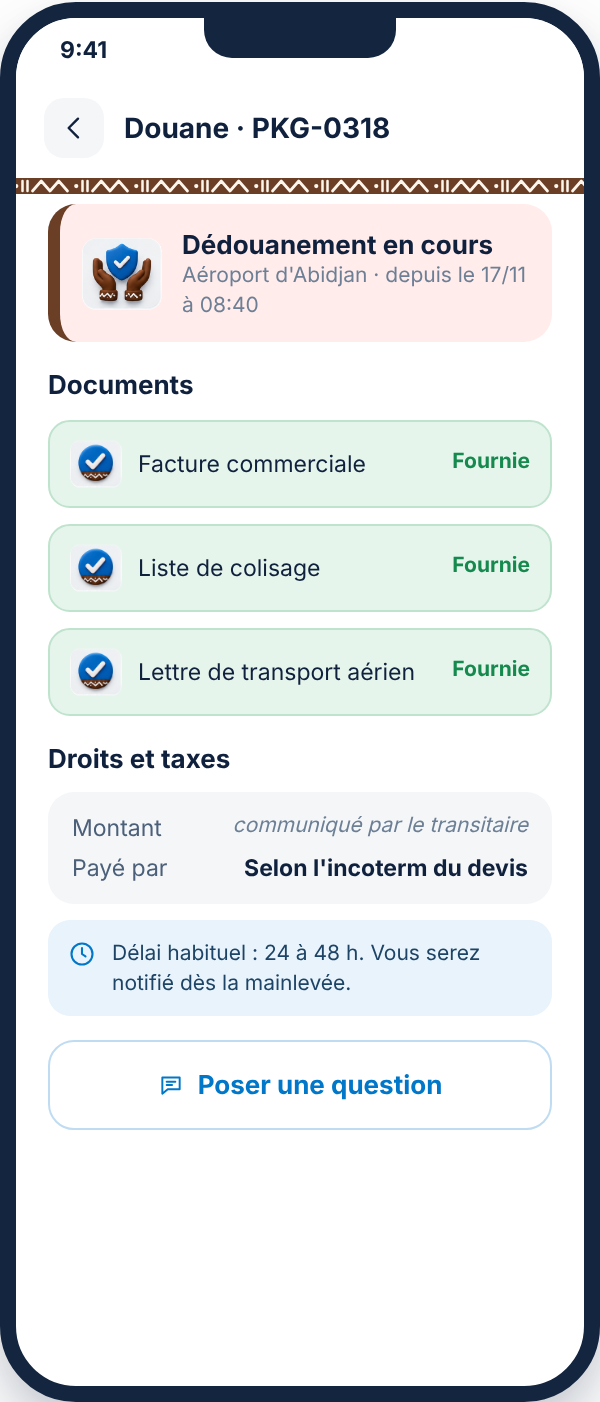 9:41
Douane · PKG-0318
Dédouanement en cours
Aéroport d'Abidjan · depuis le 17/11
à 08:40
Documents
Facture commerciale
Fournie
Liste de colisage
Fournie
Lettre de transport aérien
Fournie
Droits et taxes
Montant
communiqué par le transitaire
Payé par
Selon l'incoterm du devis
Délai habituel : 24 à 48 h. Vous serez
notifié dès la mainlevée.
Poser une question